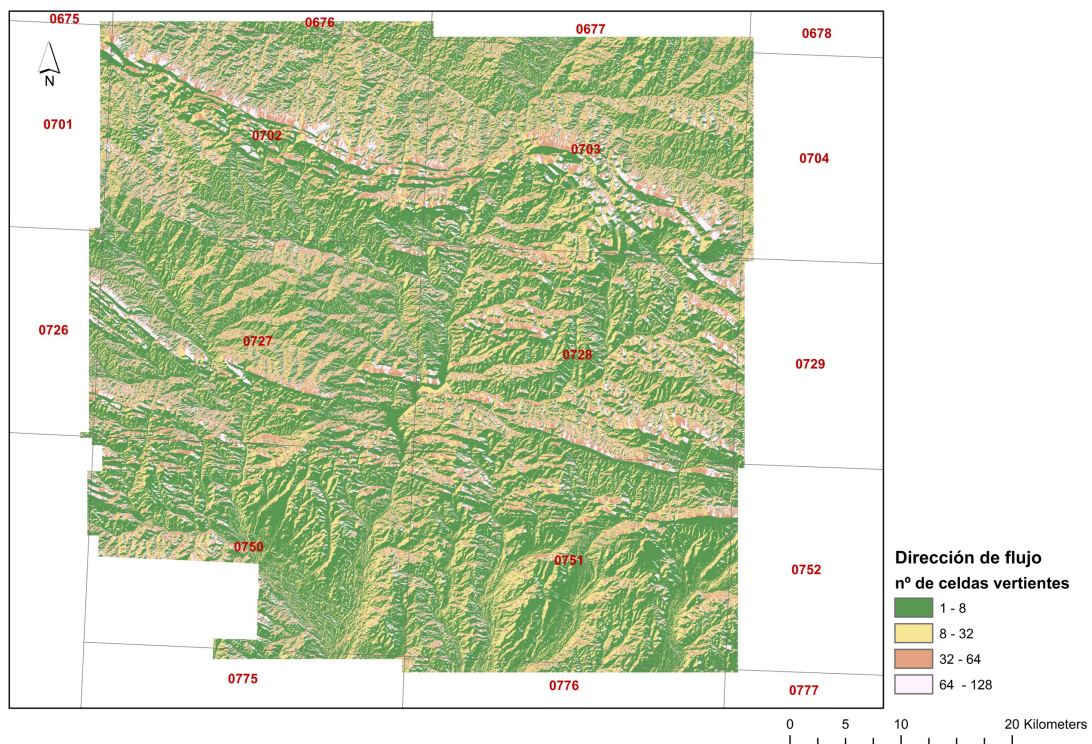 0675
0676
0677
0678
N
0701
0702
0703
0704
0726
0727
0728
0729
0750
0751
0752
0775
0776
0777
Dirección de flujo
nº de celdas vertientes
1 - 8
8 - 32
32 - 64
64 - 128
0 5 10 20 Kilometers